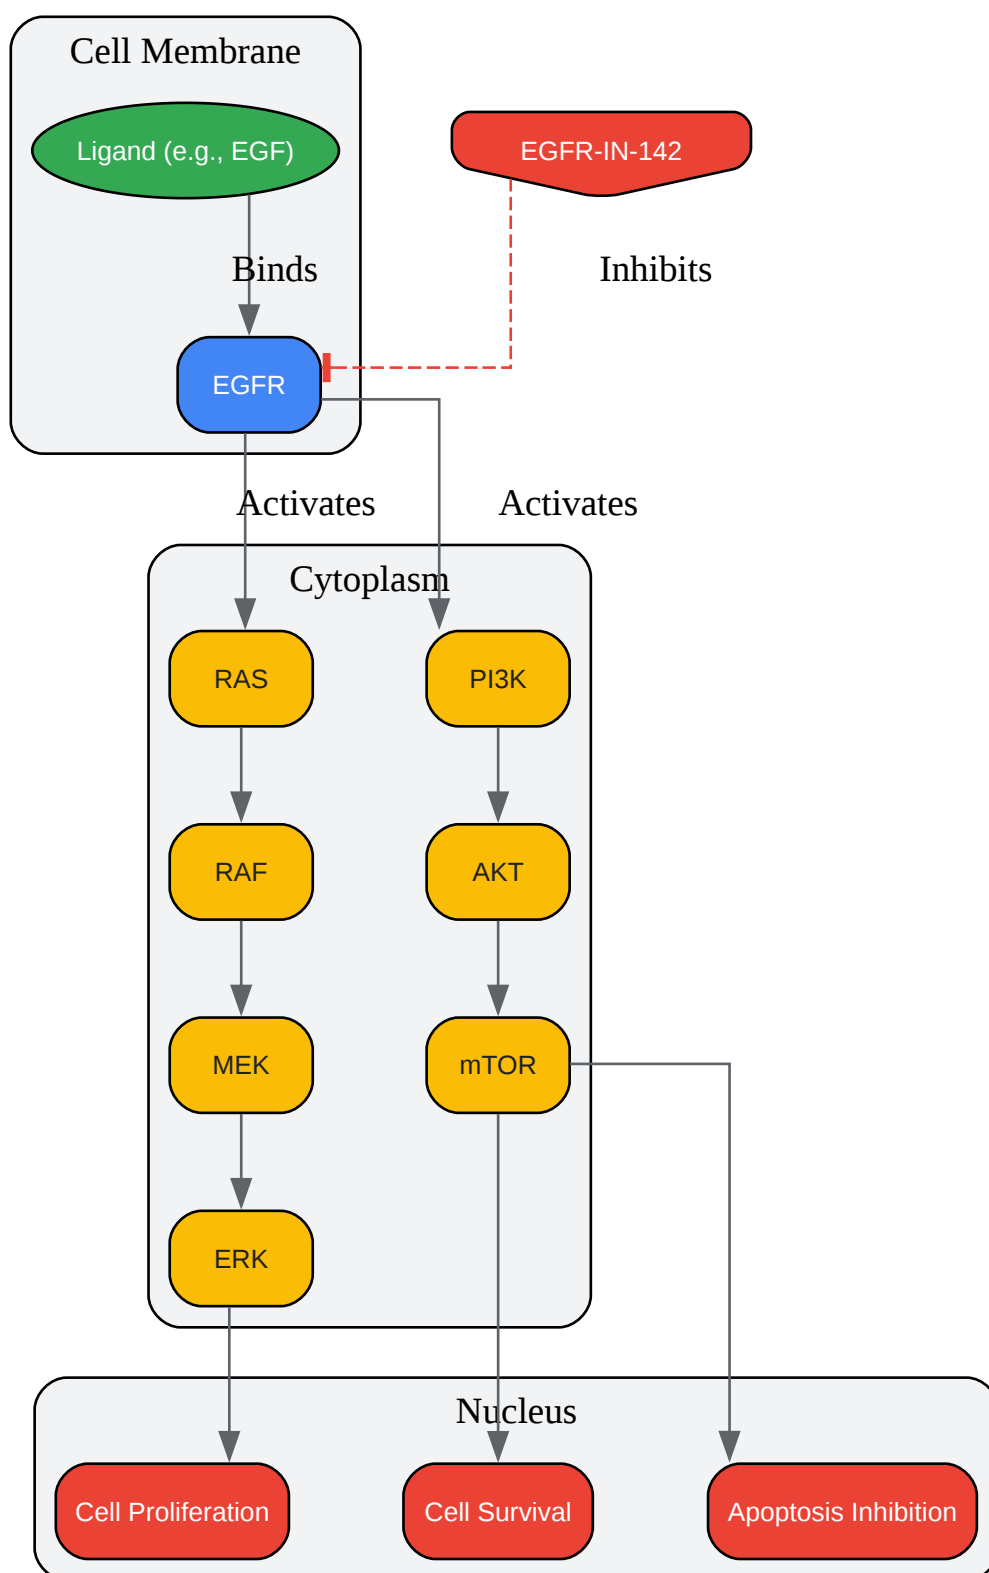 Cell Membrane
Ligand (e.g., EGF)
EGFR-IN-142
Binds
Inhibits
EGFR
Activates
Activates
Cytoplasm
RAS
PI3K
RAF
AKT
MEK
mTOR
ERK
Nucleus
Cell Proliferation
Cell Survival
Apoptosis Inhibition